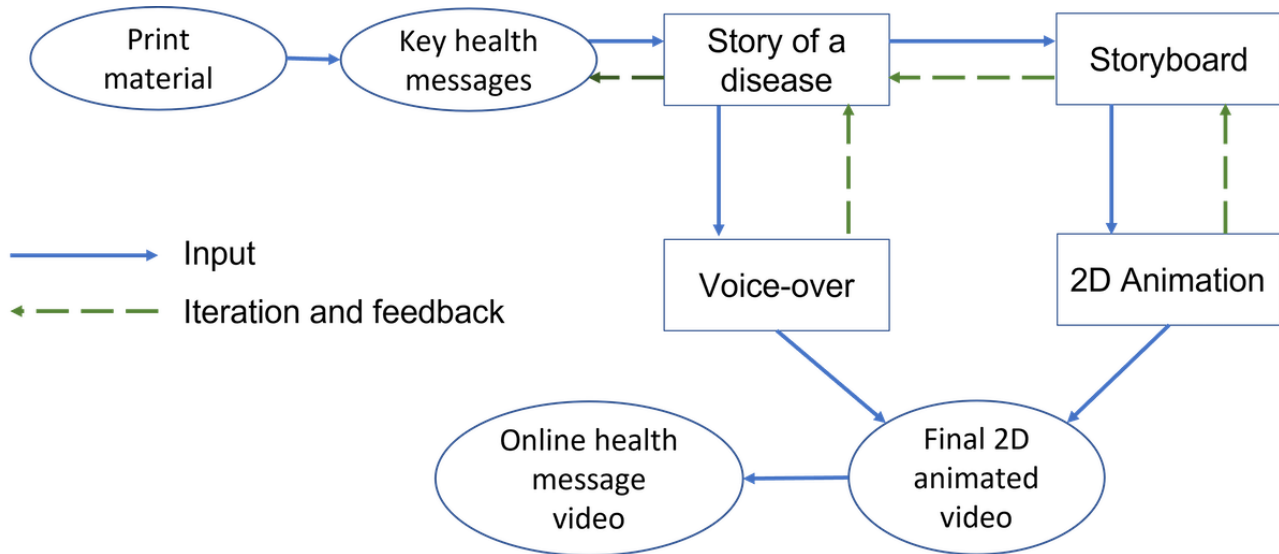 Print
material
Key health
messages
Story of a
disease
Storyboard
Input
Iteration and feedback
Voice-over
2D Animation
Online health
message
video
Final 2D
animated
video